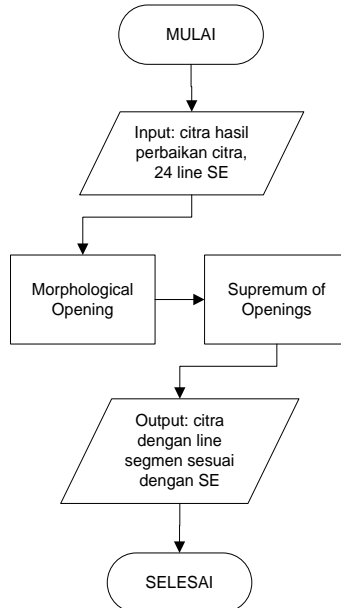 MULAI
Input: citra hasil
perbaikan citra,
24 line SE
Morphological
Opening
Supremum of
Openings
Output: citra
dengan line
segmen sesuai
dengan SE
SELESAI